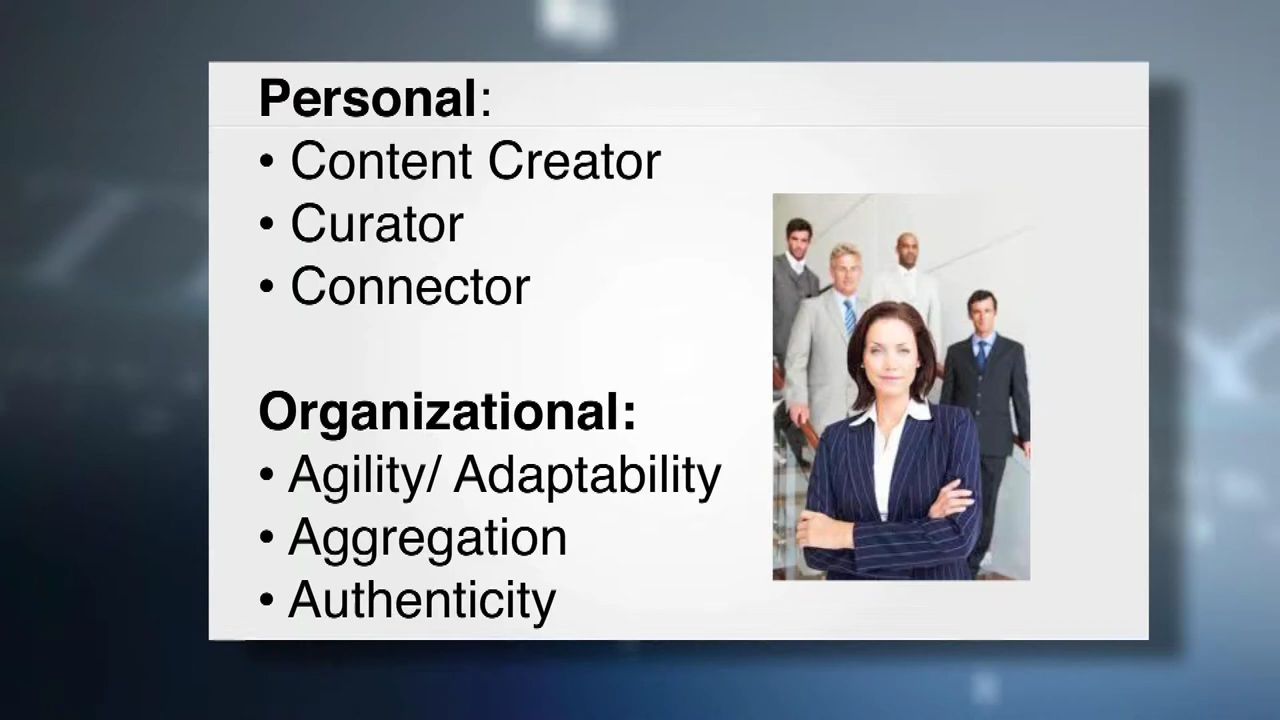 Personal:
• Content Creator
• Curator
• Connector
Organizational:
• Agility/ Adaptability
• Aggregation
• Authenticity